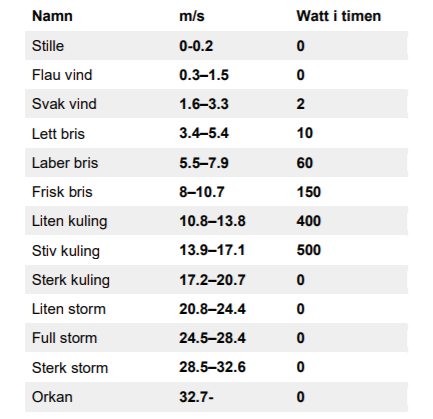 Namn m/s Watt i timen
Stille 0-0.2 0
Flau vind 0.3–1.5 0
Svak vind 1.6–3.3 2
Lett bris 3.4–5.4 10
Laber bris 5.5–7.9 60
Frisk bris 8–10.7 150
Liten kuling 10.8–13.8 400
Stiv kuling 13.9–17.1 500
Sterk kuling 17.2–20.7 0
Liten storm 20.8–24.4 0
Full storm 24.5–28.4 0
Sterk storm 28.5–32.6 0
Orkan 32.7- 0